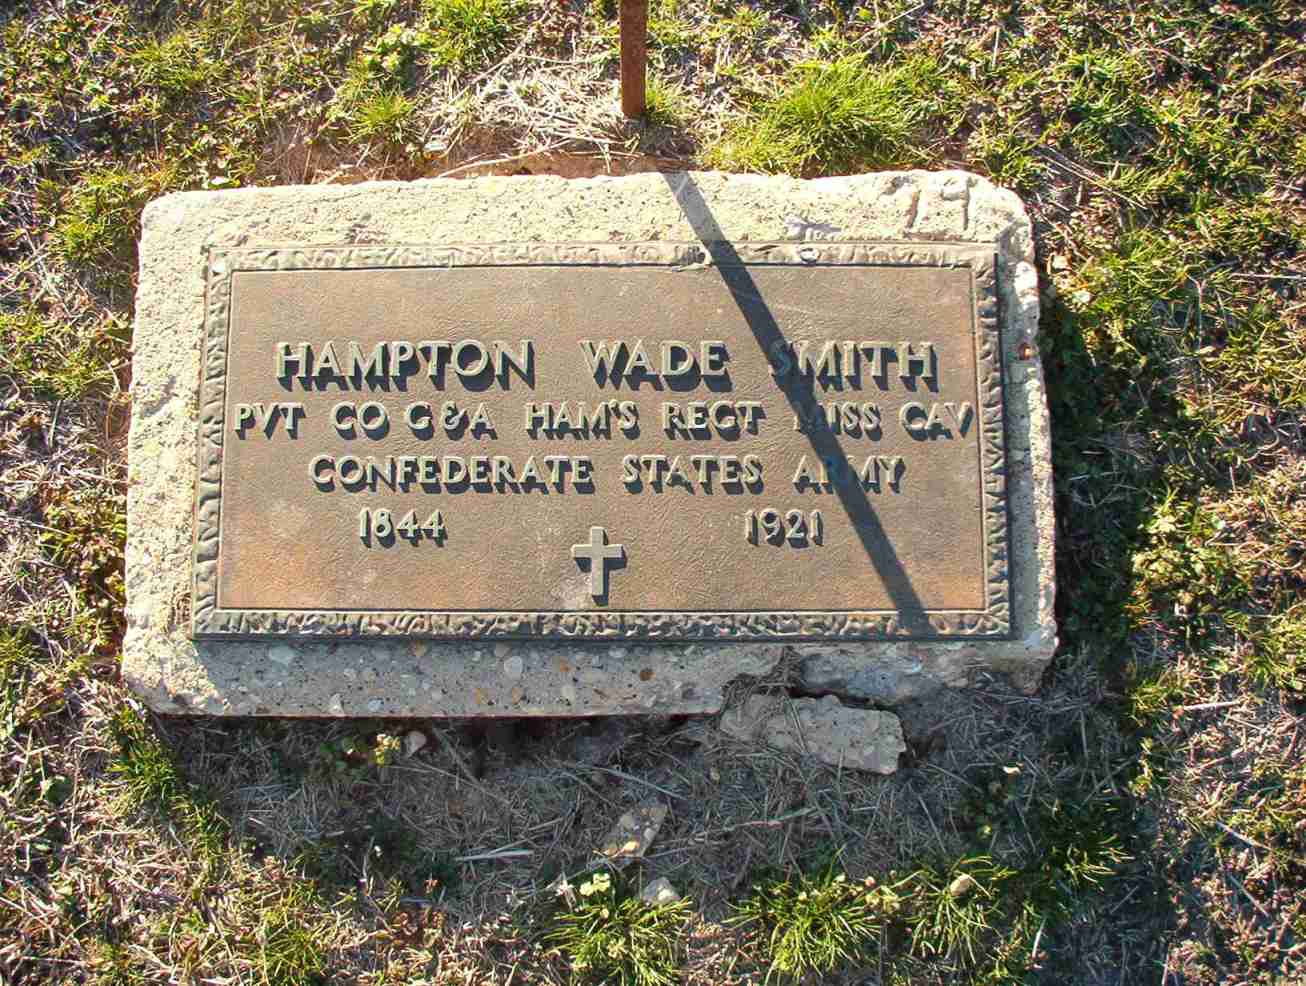 HAMPTON WADE SMITH
PVT CO G&A HAM'S REGT MISS CAV
CONFEDERATE STATES ARMY
1844 1921